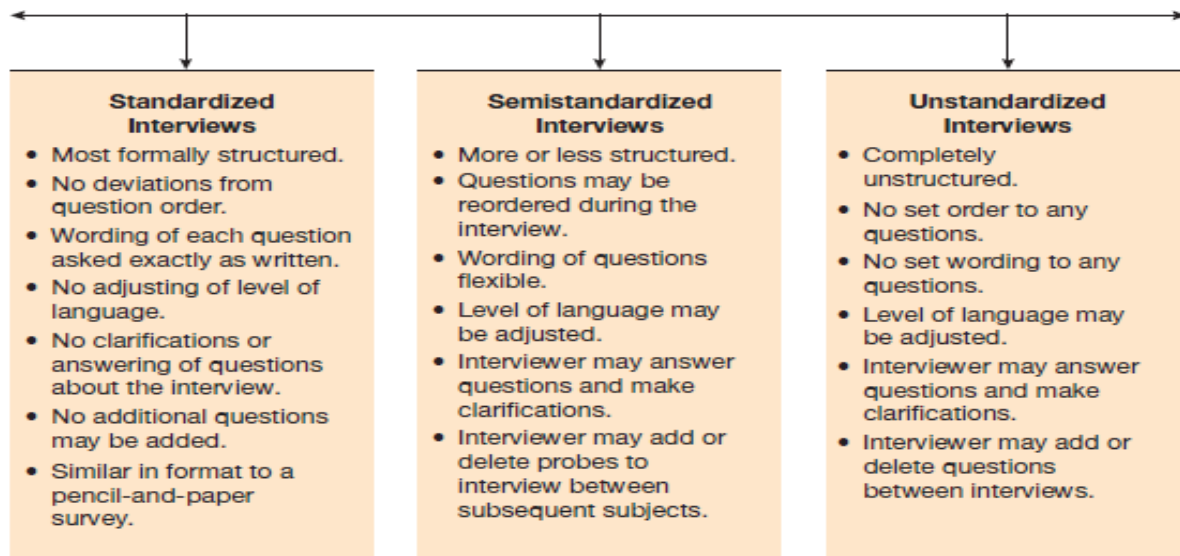 Standardized
Interviews
• Most formally structured.
• No deviations from
question order.
• Wording of each question
asked exactly as written.
• No adjusting of level of
language.
• No clarifications or
answering of questions
about the interview.
• No additional questions
may be added.
• Similar in format to a
pencil-and-paper
survey.
Semistandardized
Interviews
• More or less structured.
• Questions may be
reordered during the
interview.
• Wording of questions
flexible.
• Level of language may
be adjusted.
• Interviewer may answer
questions and make
clarifications.
• Interviewer may add or
delete probes to
interview between
subsequent subjects.
Unstandardized
Interviews
• Completely
unstructured.
• No set order to any
questions.
• No set wording to any
questions.
• Level of language may
be adjusted.
• Interviewer may answer
questions and make
clarifications.
• Interviewer may add or
delete questions
between interviews.